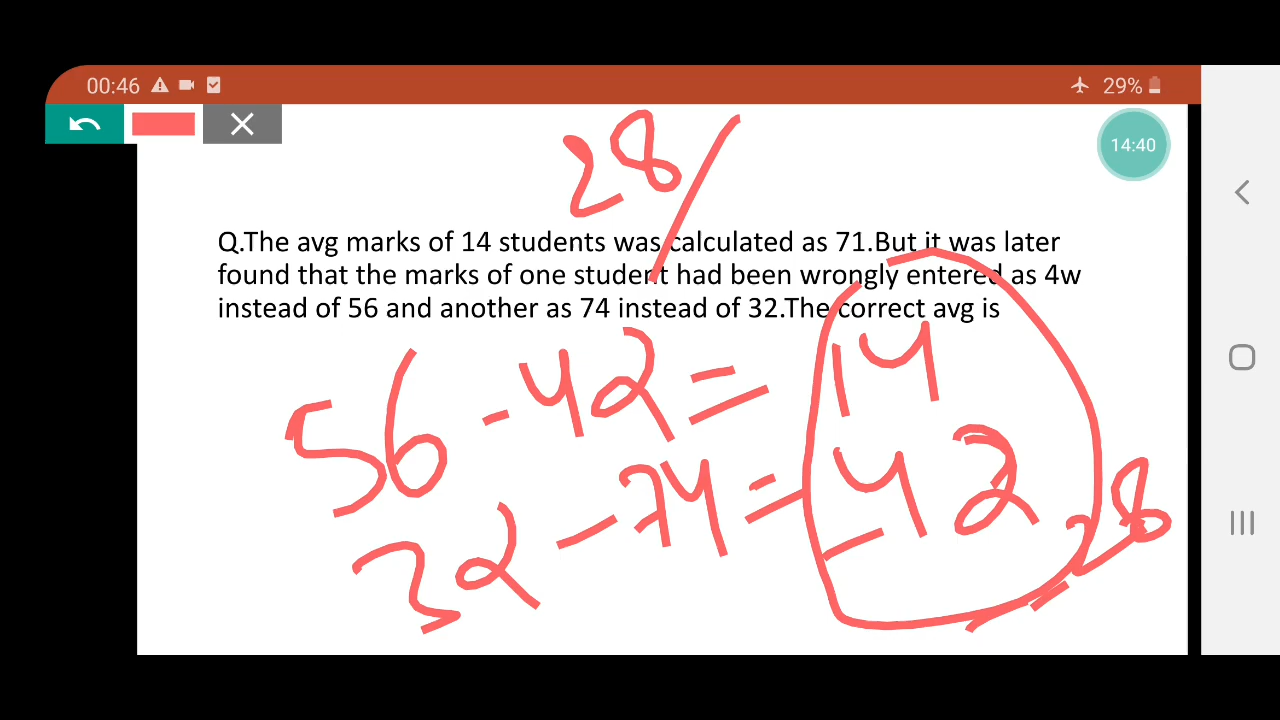 00:46 29%
14:40
28/
Q.The avg marks of 14 students was calculated as 71.But it was later
found that the marks of one student had been wrongly entered as 4w
instead of 56 and another as 74 instead of 32.The correct avg is
56-42=14
32-74=-42
-28